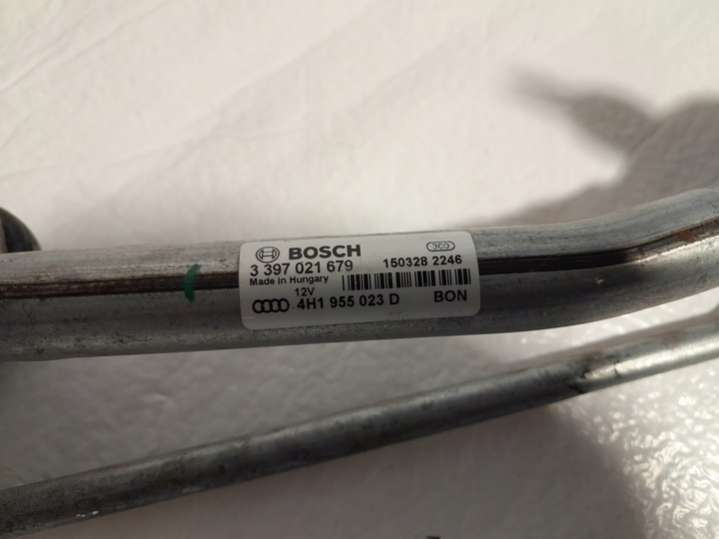 BOSCH
3 397 021 679
150328 2246
Made in Hungary
12V
4H1 955 023 D
BON